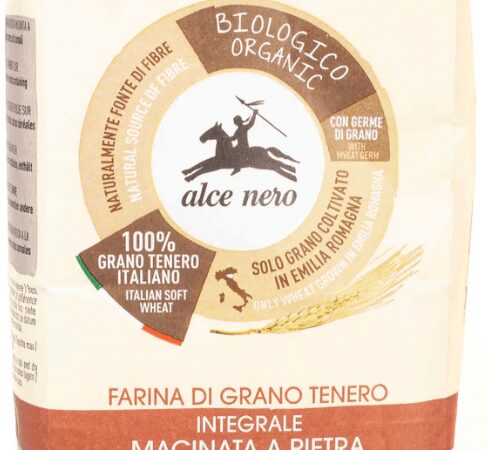 BIOLOGICO
ORGANIC
NATURALMENTE FONTE DI FIBRE
NATURAL SOURCE OF FIBRE
CON GERME
DI GRANO
WITH
WHEAT GERM
alce nero
100%
GRANO TENERO
ITALIANO
ITALIAN SOFT
WHEAT
SOLO GRANO COLTIVATO
IN EMILIA ROMAGNA
ONLY WHEAT GROWN IN EMILIA ROMAGNA
FARINA DI GRANO TENERO
INTEGRALE
MACINATA A PIETRA